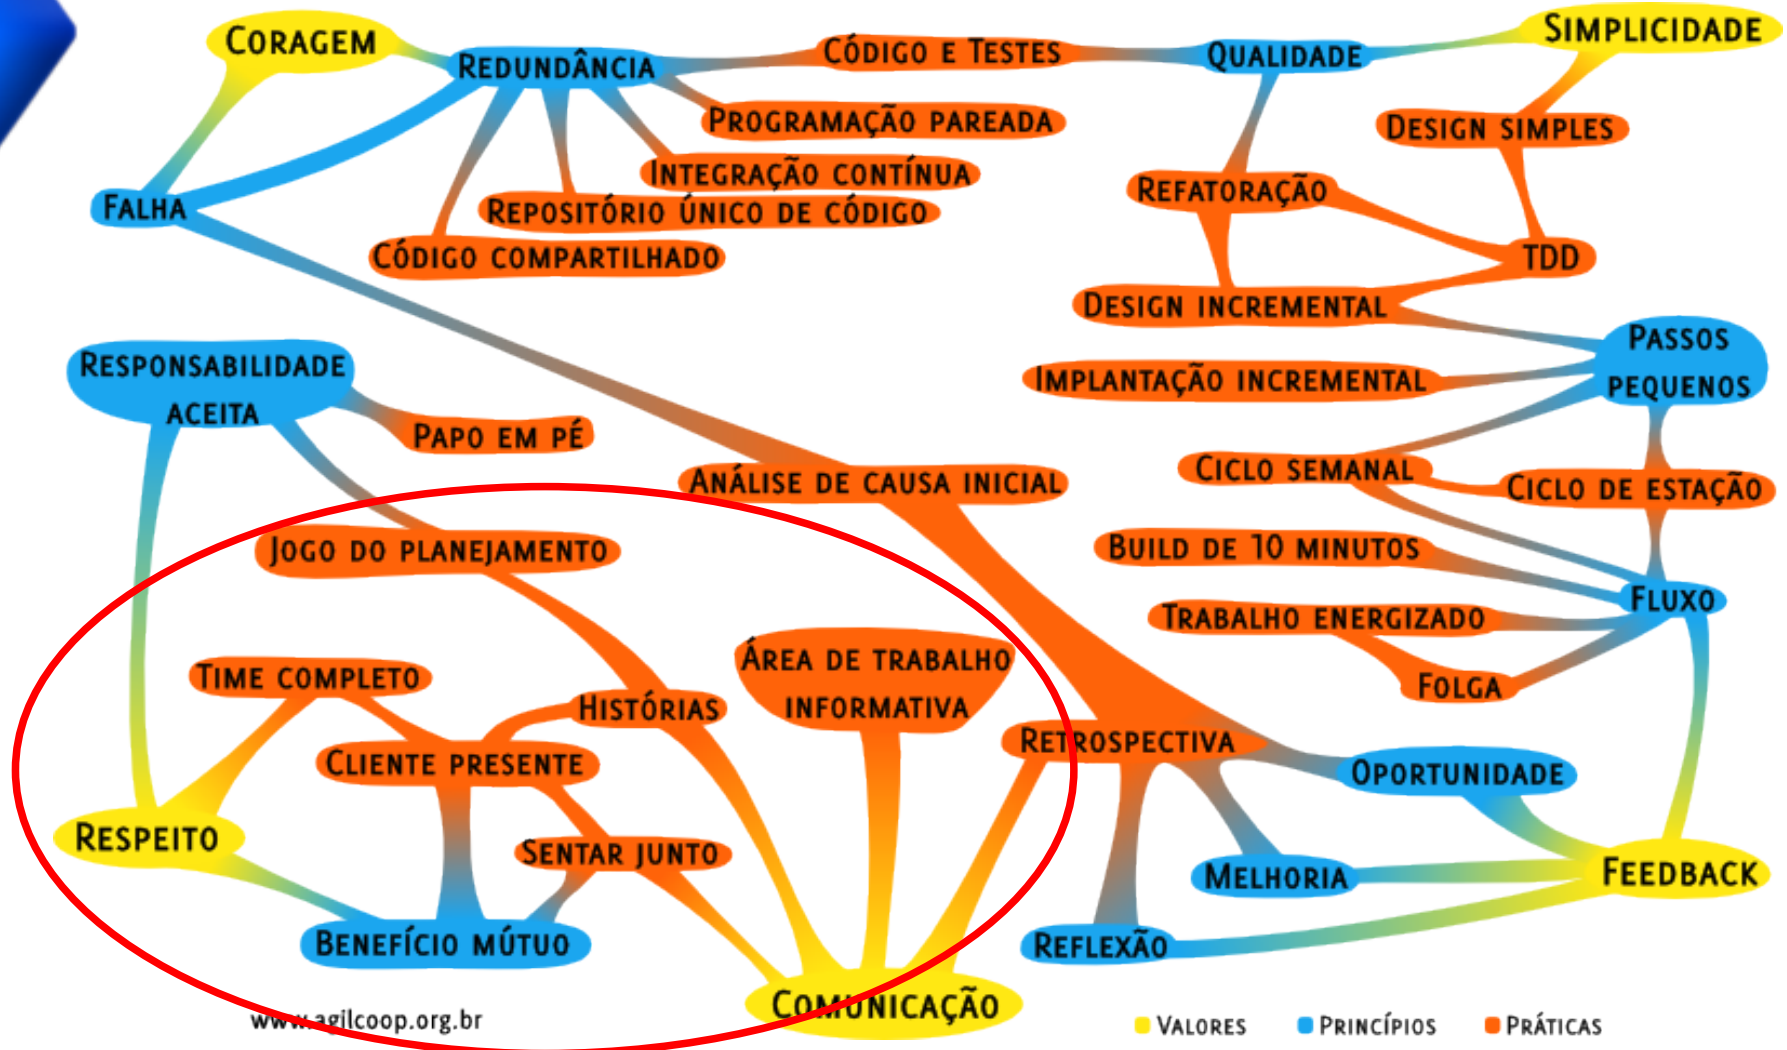 Coragem
Redundância
Código e Testes
Qualidade
Simplicidade
Programação pareada
Design simples
Integração contínua
Refatoração
Falha
Repositório único de código
Código compartilhado
TDD
Design incremental
Passos
pequenos
Responsabilidade
aceita
Implantação incremental
Papo em pé
Análise de causa inicial
Ciclo semanal
Ciclo de estação
Jogo do planejamento
Build de 10 minutos
Fluxo
Trabalho energizado
Folga
Área de trabalho
informativa
Time completo
Histórias
Cliente presente
Retrospectiva
Oportunidade
Respeito
Sentar junto
Melhoria
Feedback
Benefício mútuo
Reflexão
Comunicação
www.agilcoop.org.br
Valores
Princípios
Práticas